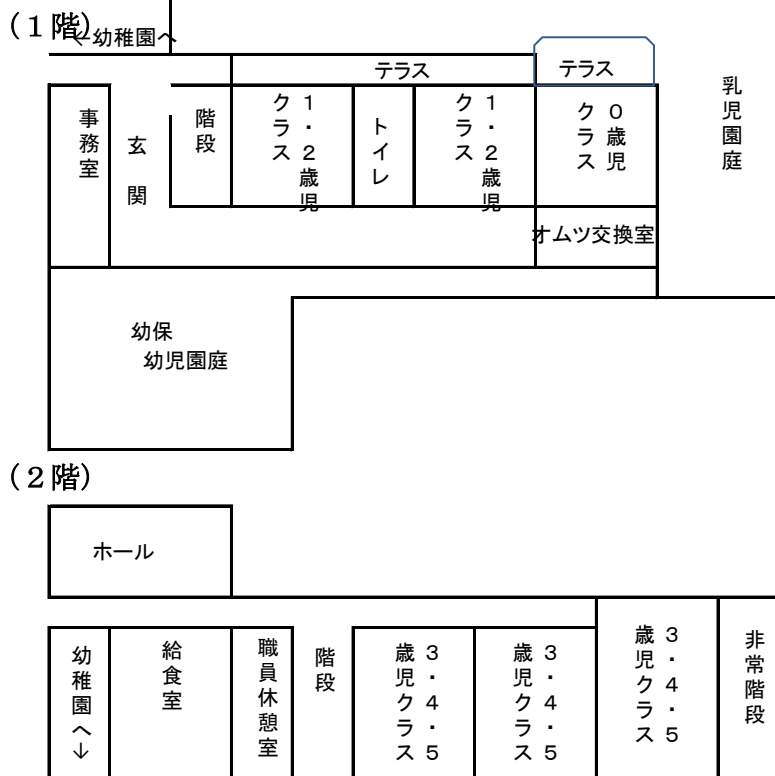 (１階)
←幼稚園へ
テラス
テラス
乳児園庭
事務室
玄関
階段
１・２歳児
クラス
トイレ
１・２歳児
クラス
０歳児
クラス
オムツ交換室
幼保
幼児園庭
(２階)
ホール
幼稚園へ↓
給食室
職員休憩室
階段
３・４・５
歳児クラス
３・４・５
歳児クラス
３・４・５
歳児クラス
非常階段